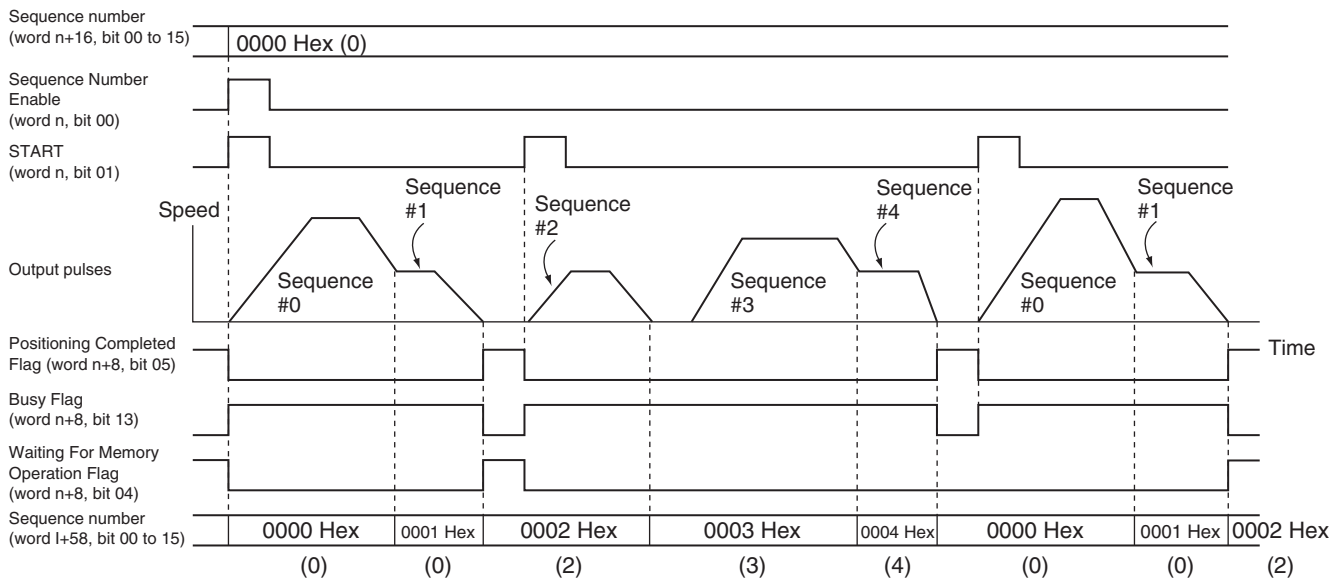 Sequence number
(word n+16, bit 00 to 15)
0000 Hex (0)
Sequence Number
Enable
(word n, bit 00)
START
(word n, bit 01)
Speed
Sequence
#1
Sequence
#2
Sequence
#4
Sequence
#1
Output pulses
Sequence
#0
Sequence
#3
Sequence
#0
Positioning Completed
Flag (word n+8, bit 05)
Time
Busy Flag
(word n+8, bit 13)
Waiting For Memory
Operation Flag
(word n+8, bit 04)
Sequence number
(word I+58, bit 00 to 15)
0000 Hex 0001 Hex 0002 Hex 0003 Hex 0004 Hex 0000 Hex 0001 Hex 0002 Hex
(0) (0) (2) (3) (4) (0) (0) (2)